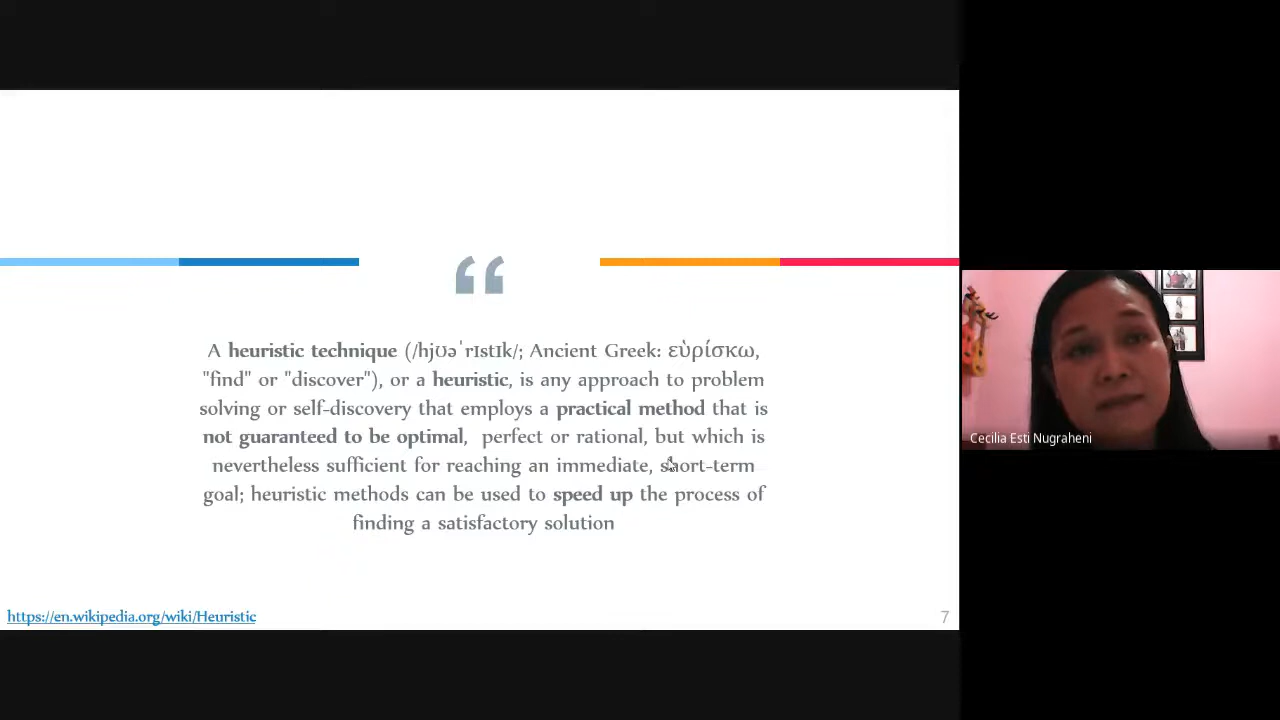 “
A heuristic technique (/hjʊəˈrɪstɪk/; Ancient Greek: εὑρίσκω,
"find" or "discover"), or a heuristic, is any approach to problem
solving or self-discovery that employs a practical method that is
not guaranteed to be optimal, perfect or rational, but which is
nevertheless sufficient for reaching an immediate, short-term
goal; heuristic methods can be used to speed up the process of
finding a satisfactory solution
https://en.wikipedia.org/wiki/Heuristic
7
Cecilia Esti Nugraheni